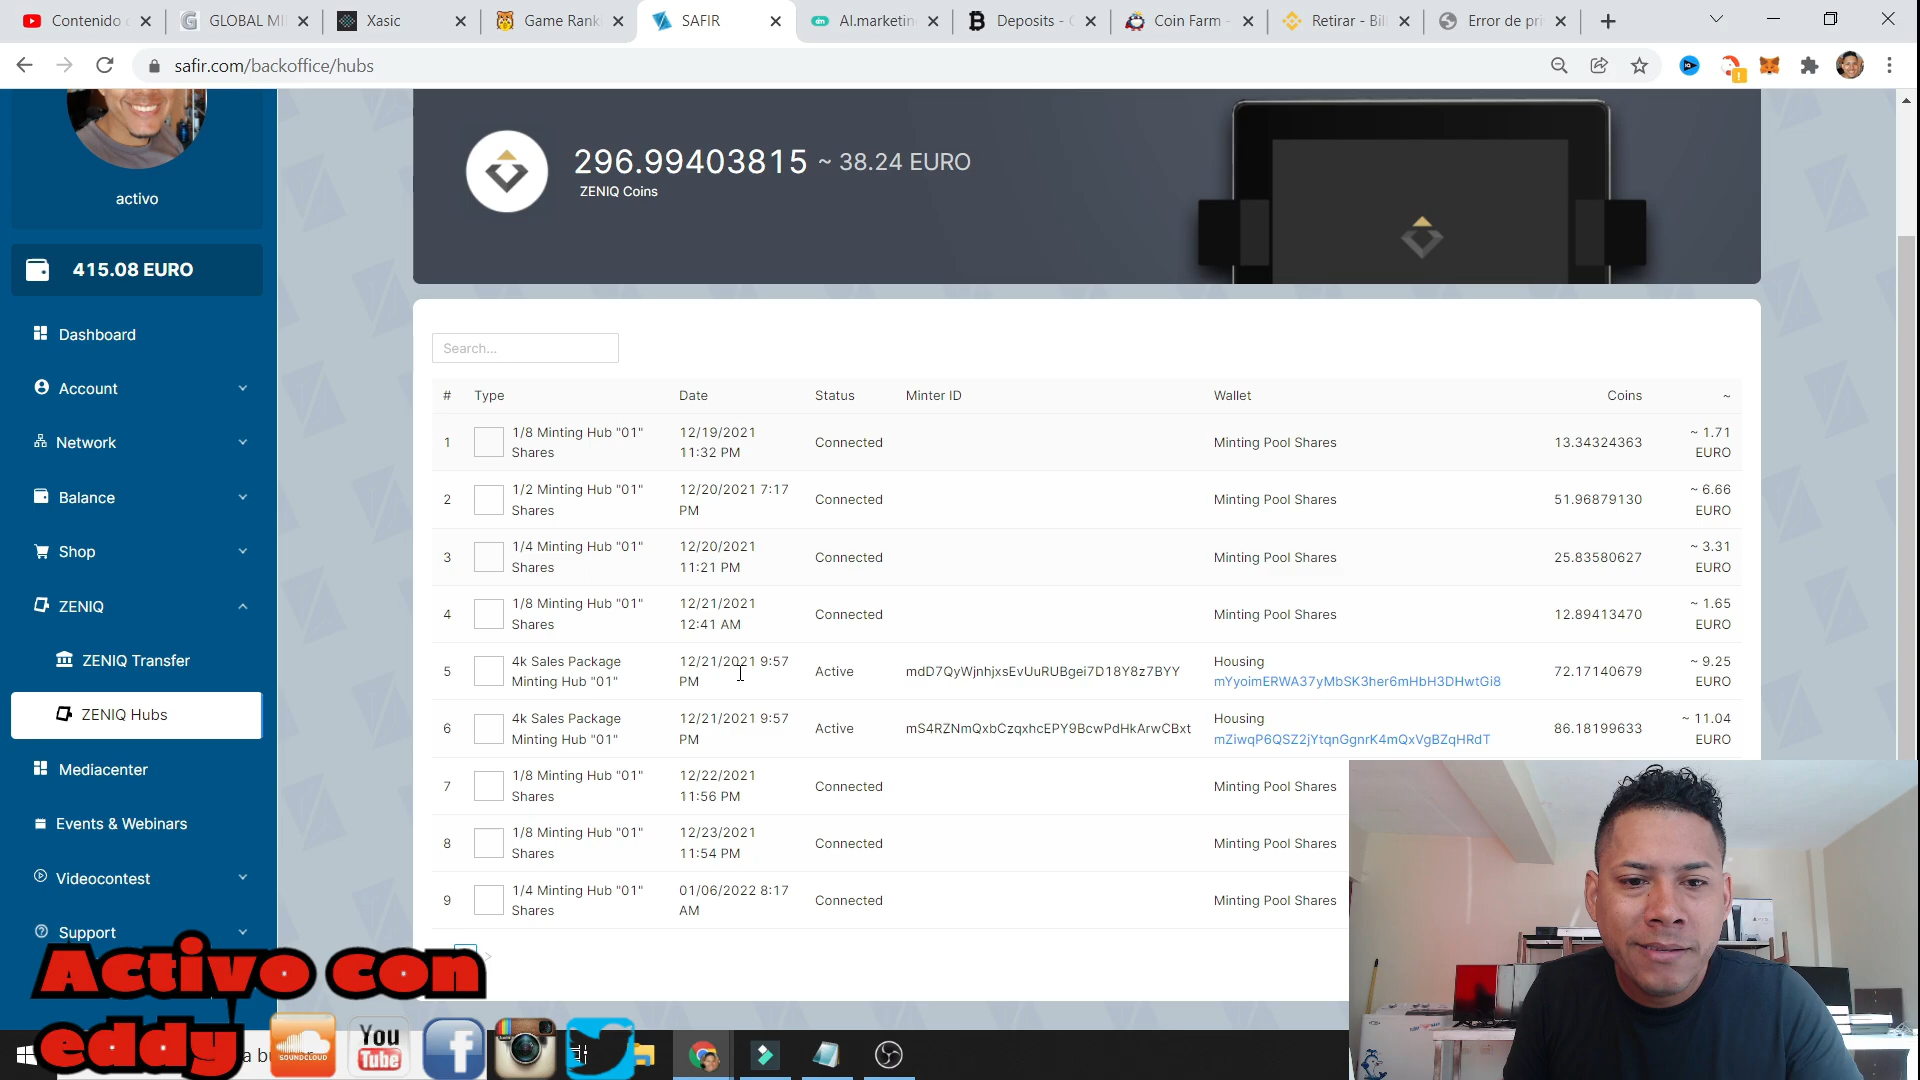 Contenido
GLOBAL MI
Xasic
Game Rank
SAFIR
AI.marketin
Deposits -
Coin Farm -
Retirar - Bil
Error de pri
safir.com/backoffice/hubs
activo
415.08 EURO
Dashboard
Account
Network
Balance
Shop
ZENIQ
ZENIQ Transfer
ZENIQ Hubs
Mediacenter
Events & Webinars
Videocontest
Support
296.99403815 ~ 38.24 EURO
ZENIQ Coins
Search...
# Type Date Status Minter ID Wallet Coins ~
1 1/8 Minting Hub "01" Shares 12/19/2021 11:32 PM Connected Minting Pool Shares 13.34324363 ~ 1.71 EURO
2 1/2 Minting Hub "01" Shares 12/20/2021 7:17 PM Connected Minting Pool Shares 51.96879130 ~ 6.66 EURO
3 1/4 Minting Hub "01" Shares 12/20/2021 11:21 PM Connected Minting Pool Shares 25.83580627 ~ 3.31 EURO
4 1/8 Minting Hub "01" Shares 12/21/2021 12:41 AM Connected Minting Pool Shares 12.89413470 ~ 1.65 EURO
5 4k Sales Package Minting Hub "01" 12/21/2021 9:57 PM Active mdD7QyWjnhjxsEvUuRUBgei7D18Y8z7BYY Housing mYyoimERWA37yMbSK3her6mHbH3DHwtGi8 72.17140679 ~ 9.25 EURO
6 4k Sales Package Minting Hub "01" 12/21/2021 9:57 PM Active mS4RZNmQxbCzqxhcEPY9BcwPdHkArwCBxt Housing mZiwqP6QSZ2jYtqnGgnrK4mQxVgBZqHRdT 86.18199633 ~ 11.04 EURO
7 1/8 Minting Hub "01" Shares 12/22/2021 11:56 PM Connected Minting Pool Shares
8 1/8 Minting Hub "01" Shares 12/23/2021 11:54 PM Connected Minting Pool Shares
9 1/4 Minting Hub "01" Shares 01/06/2022 8:17 AM Connected Minting Pool Shares
Activo con
eddy
SOUNDCLOUD
You
Tube